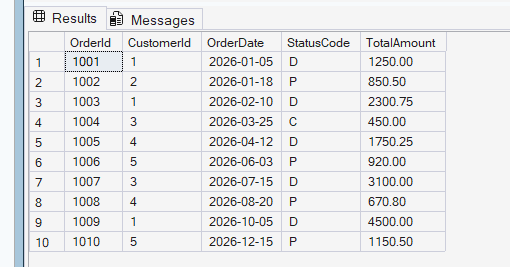 Results Messages
OrderId CustomerId OrderDate StatusCode TotalAmount
1 1001 1 2026-01-05 D 1250.00
2 1002 2 2026-01-18 P 850.50
3 1003 1 2026-02-10 D 2300.75
4 1004 3 2026-03-25 C 450.00
5 1005 4 2026-04-12 D 1750.25
6 1006 5 2026-06-03 P 920.00
7 1007 3 2026-07-15 D 3100.00
8 1008 4 2026-08-20 P 670.80
9 1009 1 2026-10-05 D 4500.00
10 1010 5 2026-12-15 P 1150.50